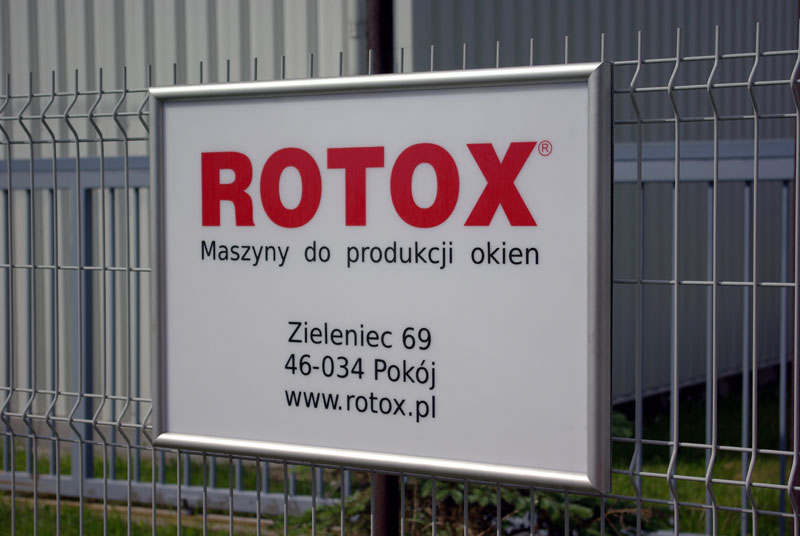 ROTOX®
Maszyny do produkcji okien
Zieleniec 69
46-034 Pokój
www.rotox.pl